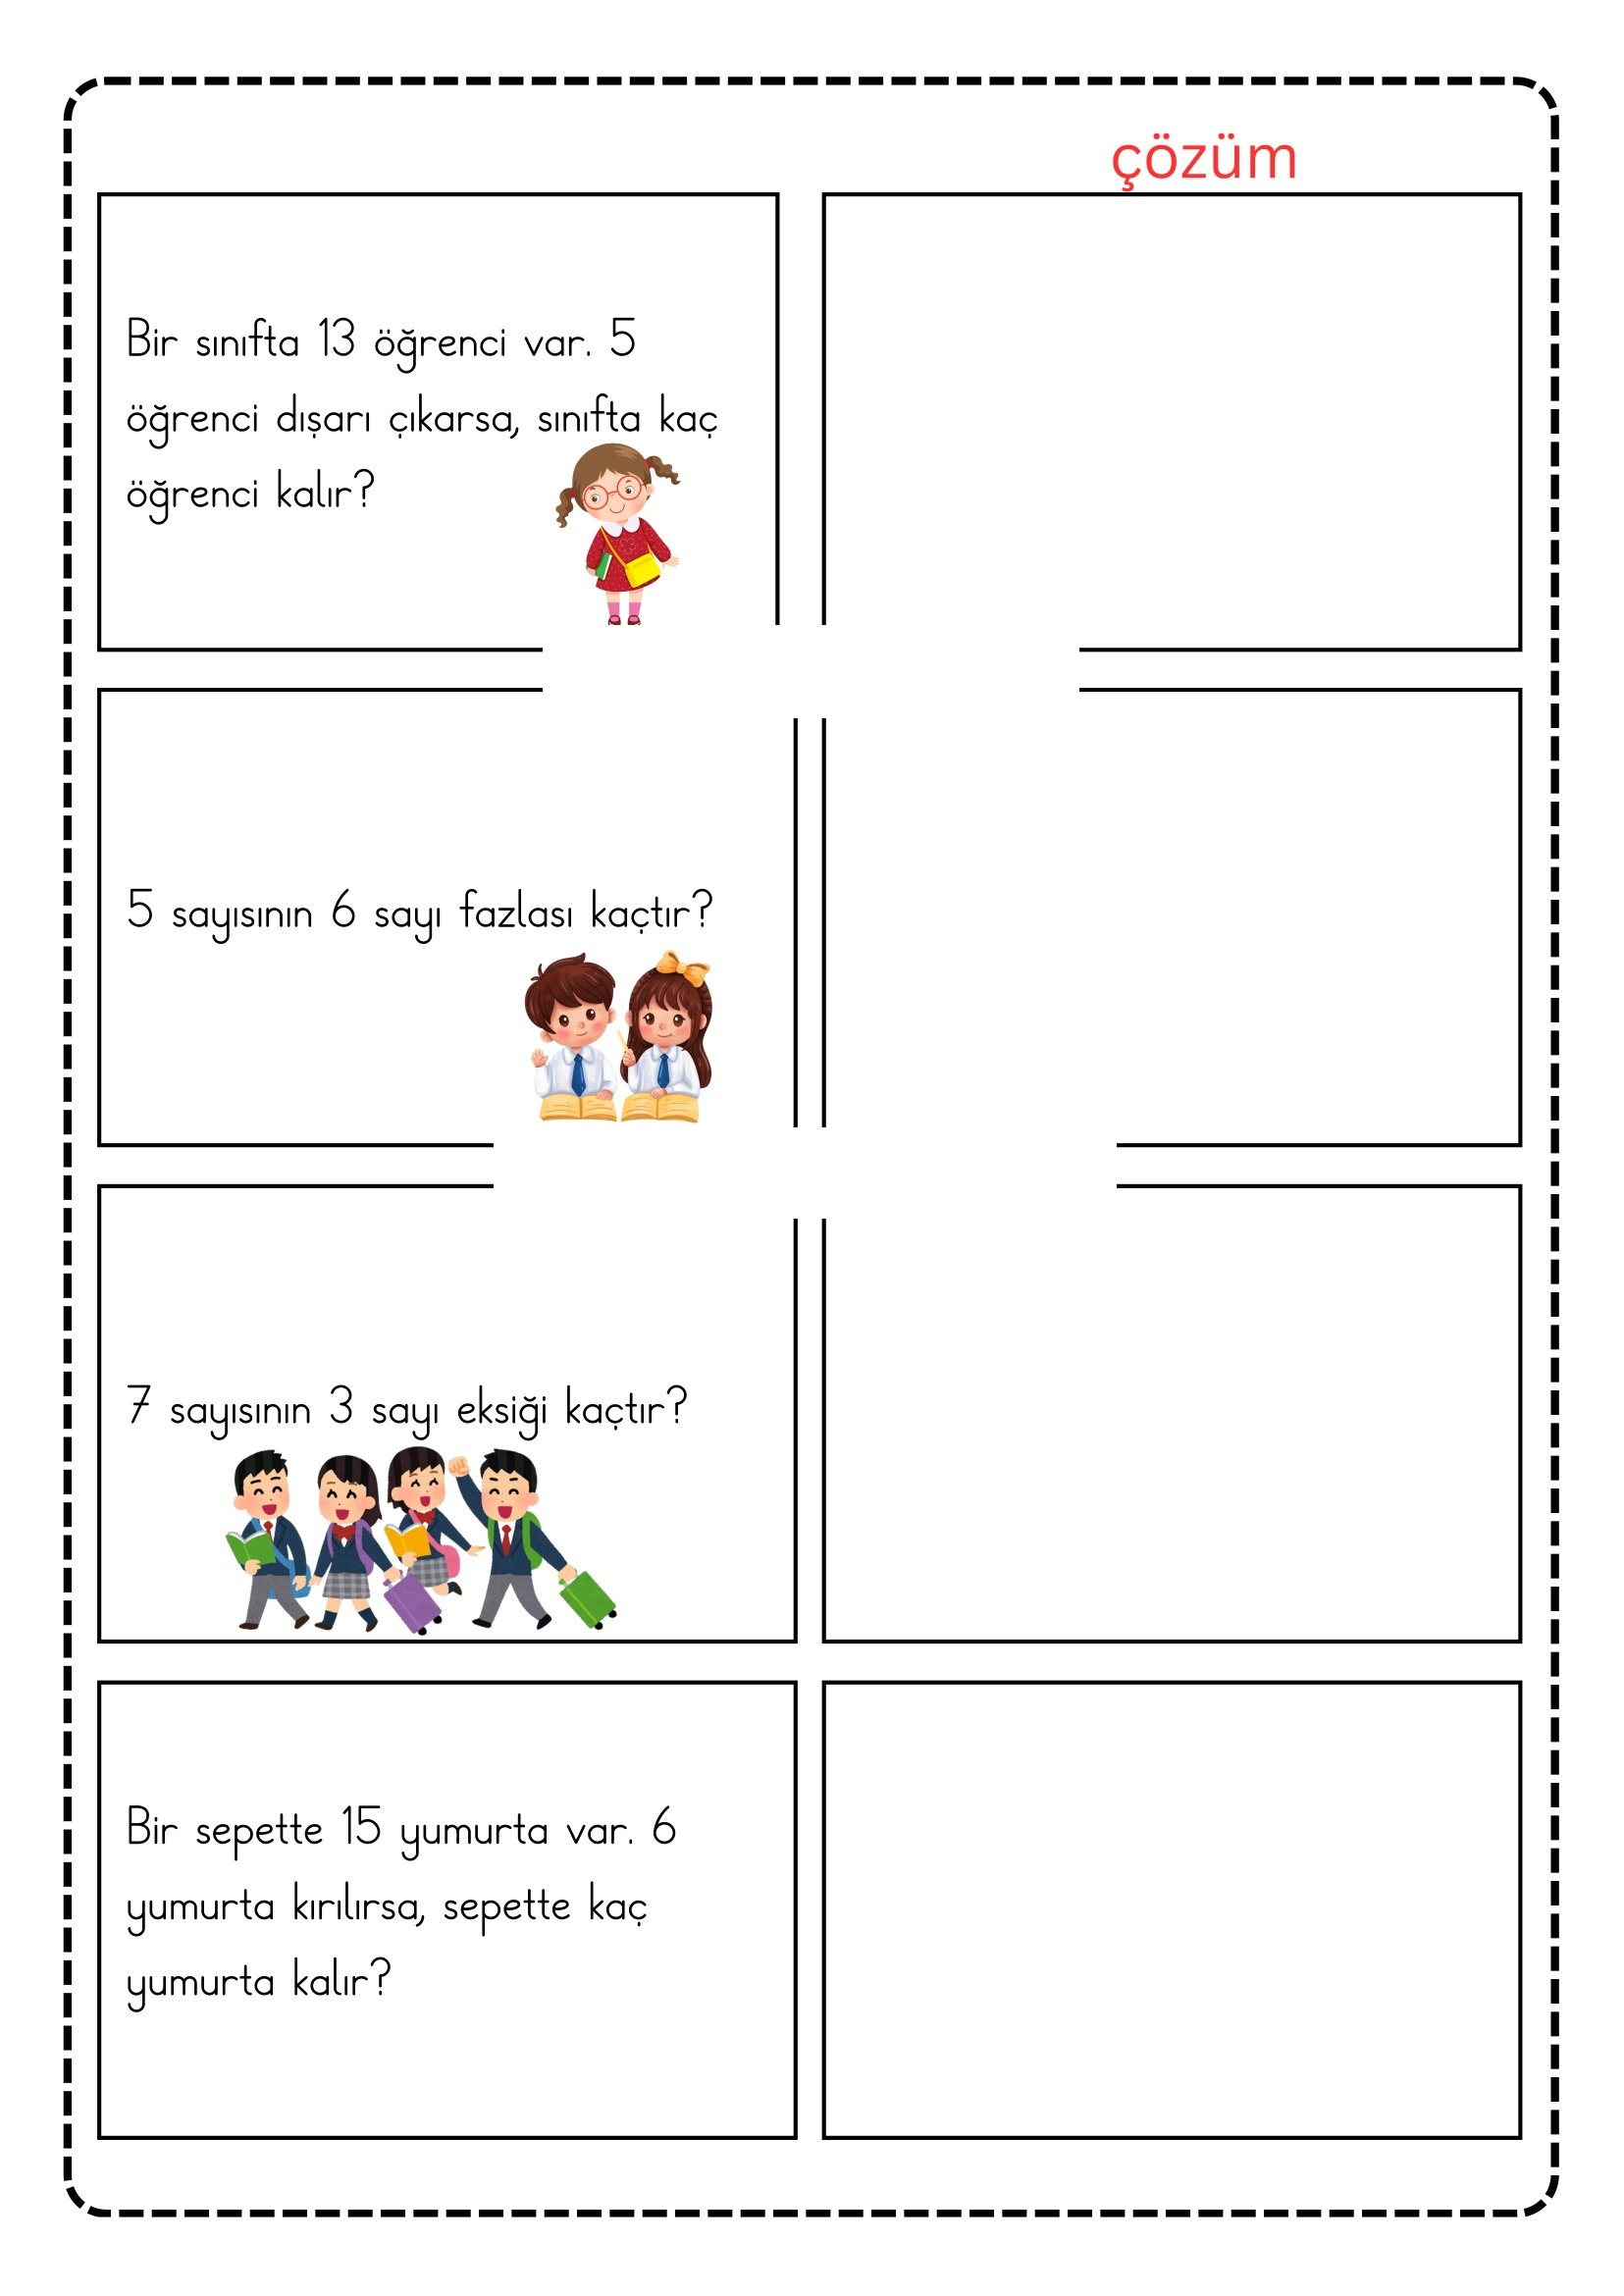 çözüm
Bir sınıfta 13 öğrenci var. 5
öğrenci dışarı çıkarsa, sınıfta kaç
öğrenci kalır?
5 sayısının 6 sayı fazlası kaçtır?
7 sayısının 3 sayı eksiği kaçtır?
Bir sepette 15 yumurta var. 6
yumurta kırılırsa, sepette kaç
yumurta kalır?